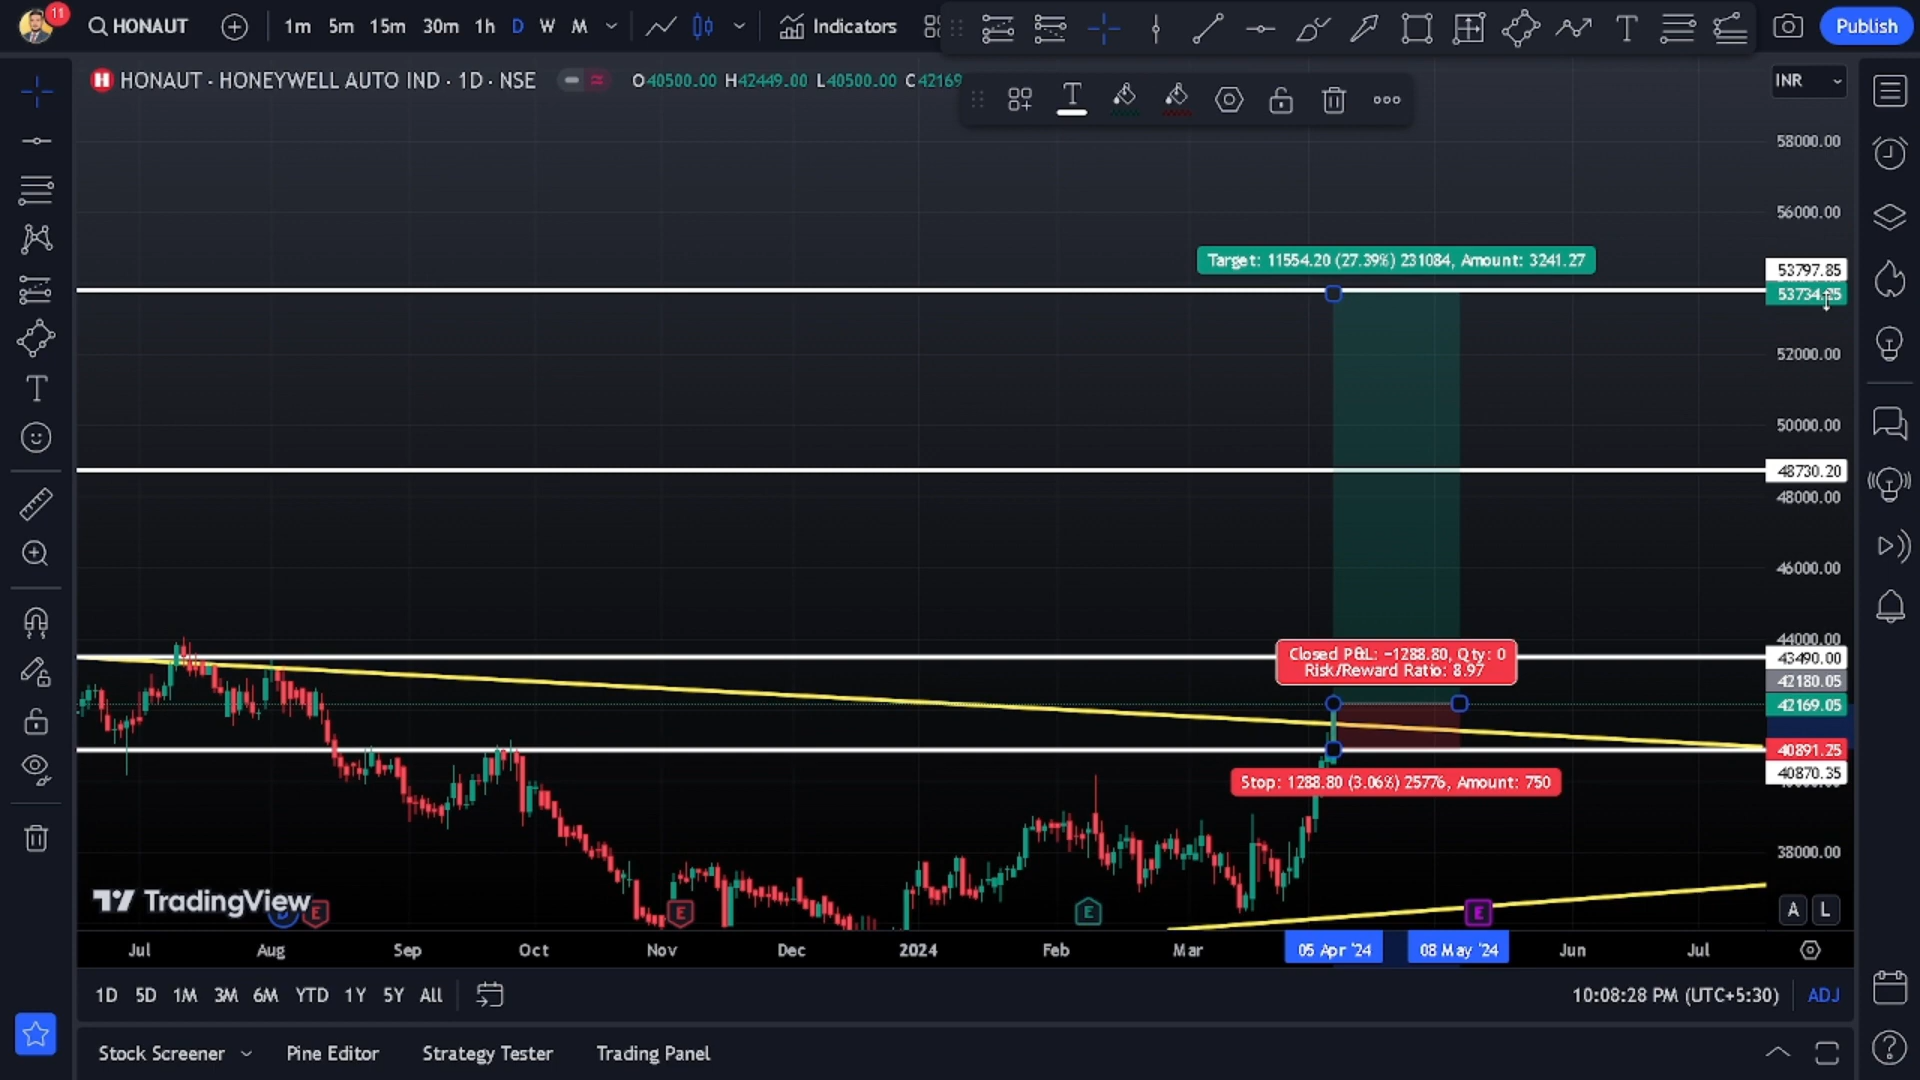 11
HONAUT
1m 5m 15m 30m 1h D W M
Indicators
Publish
H HONAUT · HONEYWELL AUTO IND · 1D · NSE
O40500.00 H42449.00 L40500.00 C42169
INR
58000.00
56000.00
Target: 11554.20 (27.39%) 231084, Amount: 3241.27
53797.85
52000.00
50000.00
48730.20
48000.00
46000.00
44000.00
Closed P&L: −1288.80, Qty: 0
Risk/Reward Ratio: 8.97
43490.00
42180.05
42169.05
40891.25
40870.35
Stop: 1288.80 (3.06%) 25776, Amount: 750
38000.00
TradingView
D E E E E
A L
Jul Aug Sep Oct Nov Dec 2024 Feb Mar 05 Apr '24 08 May '24 Jun Jul
1D 5D 1M 3M 6M YTD 1Y 5Y All
10:08:28 PM (UTC+5:30) ADJ
Stock Screener Pine Editor Strategy Tester Trading Panel